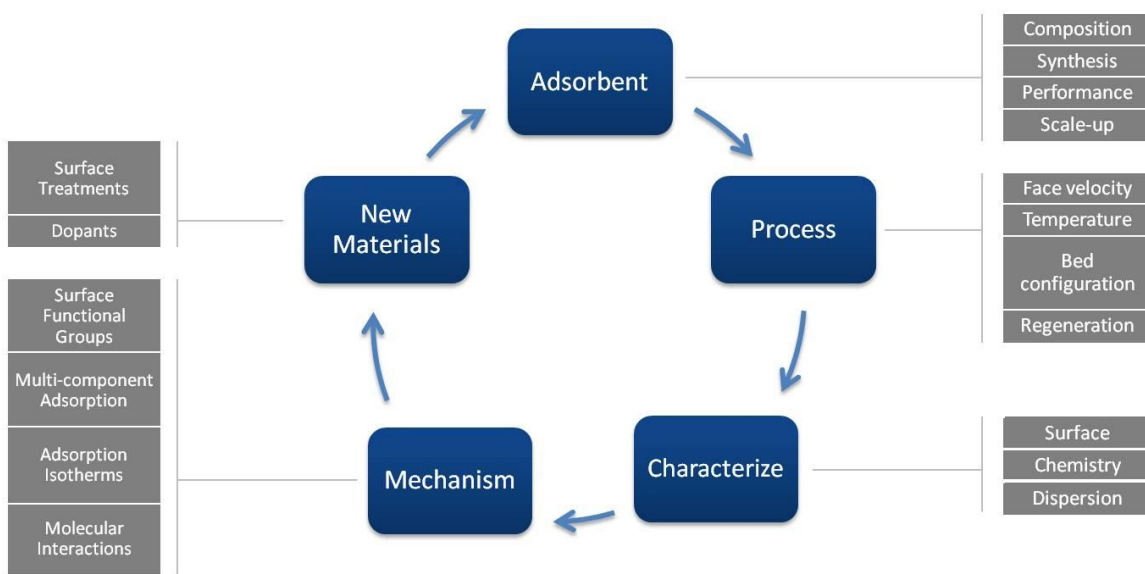 Adsorbent
Composition
Synthesis
Performance
Scale-up
Process
Face velocity
Temperature
Bed
configuration
Regeneration
Characterize
Surface
Chemistry
Dispersion
Mechanism
Surface
Functional
Groups
Multi-component
Adsorption
Adsorption
Isotherms
Molecular
Interactions
New
Materials
Surface
Treatments
Dopants